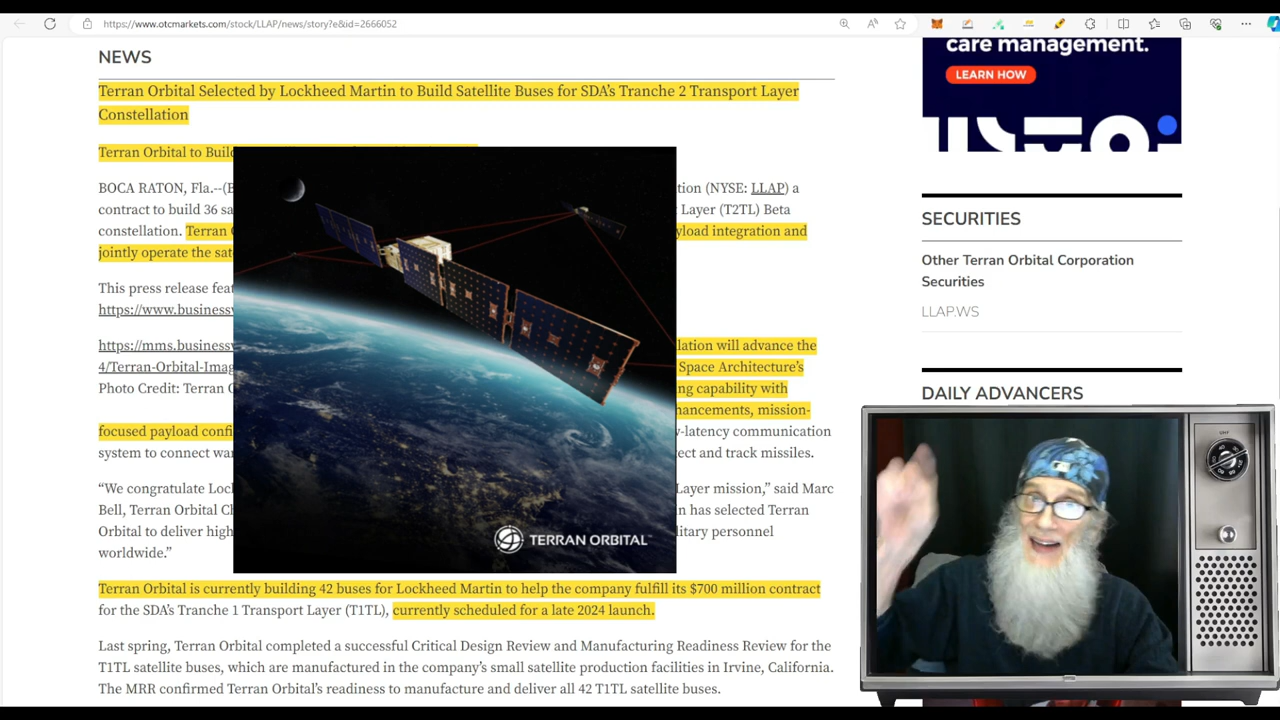 https://www.otcmarkets.com/stock/LLAP/news/story?e&id=2666052
NEWS
Terran Orbital Selected by Lockheed Martin to Build Satellite Buses for SDA's Tranche 2 Transport Layer
Constellation
Terran Orbital to Build
BOCA RATON, Fla.--(B
tion (NYSE: LLAP) a
contract to build 36 sa
Layer (T2TL) Beta
constellation. Terran
yload integration and
jointly operate the sat
This press release feat
https://www.businessw
https://mms.businessw
lation will advance the
4/Terran-Orbital-Imag
Space Architecture's
Photo Credit: Terran
ng capability with
hancements, mission-
focused payload confi
y-latency communication
system to connect war
ect and track missiles.
"We congratulate Loc
Layer mission," said Marc
Bell, Terran Orbital Ch
n has selected Terran
Orbital to deliver high
litary personnel
worldwide."
TERRAN ORBITAL
Terran Orbital is currently building 42 buses for Lockheed Martin to help the company fulfill its $700 million contract
for the SDA's Tranche 1 Transport Layer (T1TL), currently scheduled for a late 2024 launch.
Last spring, Terran Orbital completed a successful Critical Design Review and Manufacturing Readiness Review for the
T1TL satellite buses, which are manufactured in the company's small satellite production facilities in Irvine, California.
The MRR confirmed Terran Orbital's readiness to manufacture and deliver all 42 T1TL satellite buses.
care management.
LEARN HOW
SECURITIES
Other Terran Orbital Corporation
Securities
LLAP.WS
DAILY ADVANCERS